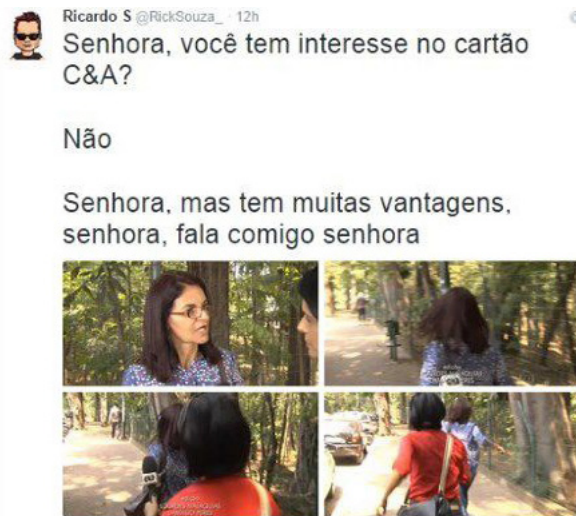 Ricardo S @RickSouza_ · 12h
Senhora, você tem interesse no cartão
C&A?
Não
Senhora, mas tem muitas vantagens,
senhora, fala comigo senhora